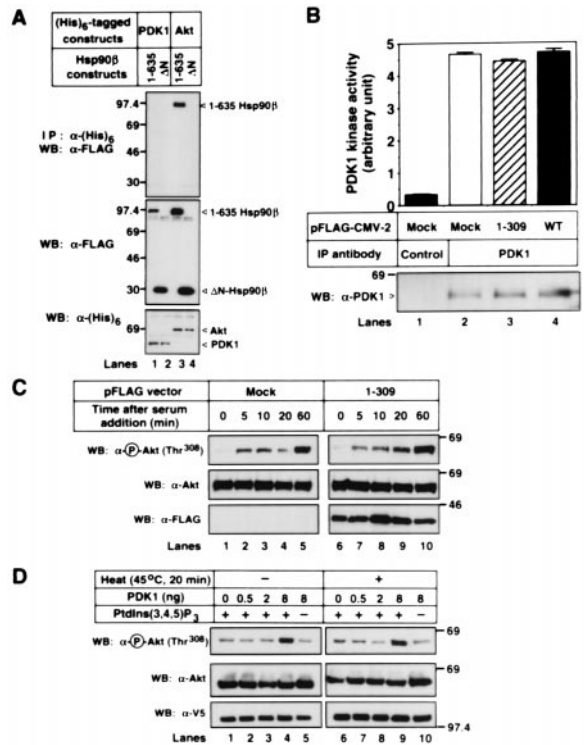 A
(His)6-tagged constructs PDK1 Akt
Hsp90β constructs 1-635 ΔN 1-635 ΔN
97.4
69
46
30
IP : α-(His)6
WB: α-FLAG
< 1-635 Hsp90β
97.4
69
46
30
WB: α-FLAG
< 1-635 Hsp90β
< ΔN-Hsp90β
WB: α-(His)6
< Akt
< PDK1
Lanes 1 2 3 4
B
PDK1 kinase activity
(arbitrary unit)
5
4
3
2
1
0
pFLAG-CMV-2 Mock Mock 1-309 WT
IP antibody Control PDK1
69
WB: α-PDK1 >
46
Lanes 1 2 3 4
C
pFLAG vector Mock 1-309
Time after serum addition (min) 0 5 10 20 60 0 5 10 20 60
WB: α-P-Akt (Thr308)
69
WB: α-Akt
69
46
WB: α-FLAG
Lanes 1 2 3 4 5 6 7 8 9 10
D
Heat (45°C, 20 min) − +
PDK1 (ng) 0 0.5 2 8 8 0 0.5 2 8 8
PtdIns(3,4,5)P3 + + + + − + + + + −
WB: α-P-Akt (Thr308)
69
WB: α-Akt
69
WB: α-V5
97.4
Lanes 1 2 3 4 5 6 7 8 9 10